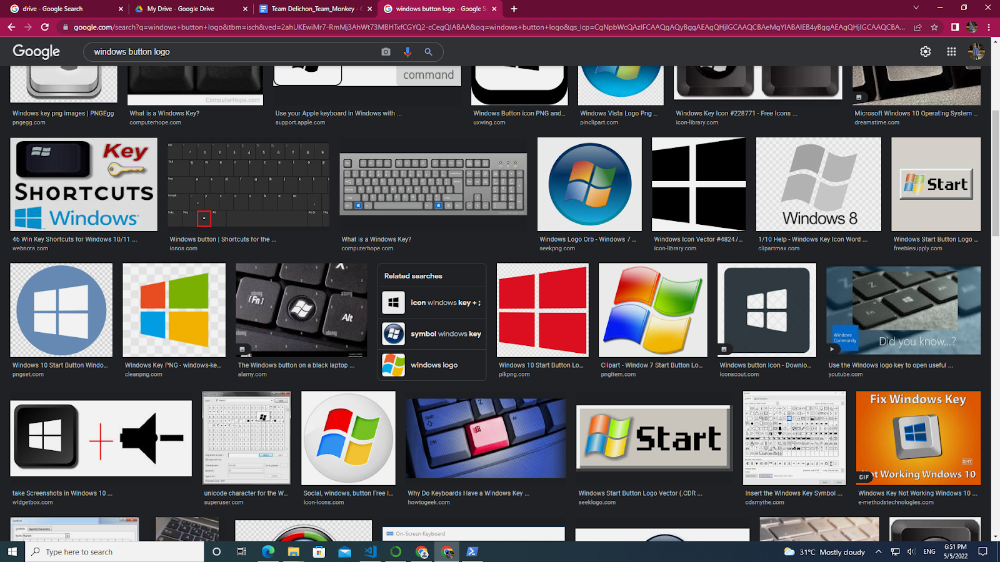 drive - Google Search
My Drive - Google Drive
Team Delichon_Team_Monkey -
windows button logo - Google S
google.com/search?q=windows+button+logo&tbm=isch&ved=2ahUKEwiMr7-RmMj3AhWt73MBHTxfCGYQ2-cCegQIABAA&oq=windows+button+logo&gs_lcp=CgNpbWcQAzIFCAAQgAQyBggAEAgQHjIGCAAQCBAeMgYIABAIEB4yBggAEAgQHjIGCAAQCBA...
Google
windows button logo
command
ComputerHope.com
Windows key png images | PNGEgg
What is a Windows Key?
Use your Apple keyboard in Windows with ...
Windows Button icon PNG and...
Windows Vista Logo Png ...
Windows Key Icon #228771 - Free Icons ...
Microsoft Windows 10 Operating System ...
pngegg.com
computerhope.com
support.apple.com
uxwing.com
pinclipart.com
icon-library.com
dreamstime.com
Key
SHORTCUTS
Windows
Windows 8
Start
46 Win Key Shortcuts for Windows 10/11 ...
Windows button | Shortcuts for the ...
What is a Windows Key?
Windows Logo Orb - Windows 7 ...
Windows Icon Vector #48247...
1/10 Help - Windows Key Icon Word ...
Windows Start Button Logo ...
webnots.com
ionos.com
computerhope.com
seekpng.com
icon-library.com
clipartmax.com
freebiesupply.com
[Fn]
Alt
alamy
Related searches
icon windows key + ;
symbol windows key
windows logo
Windows Community
Did you know...?
Windows 10 Start Button Windo...
Windows Key PNG - windows-ke...
The Windows button on a black laptop ...
Windows 10 Start Button Lo...
Clipart - Window 7 Start Button Lo...
Windows button Icon - Downlo...
Use the Windows logo key to open useful ...
pngset.com
cleanpng.com
alamy.com
pikpng.com
pngitem.com
iconscout.com
youtube.com
Shift
Ctrl
Alt
Start
Fix Windows Key
GIF
ot Working Wndows 10
take Screenshots in Windows 10 ...
unicode character for the W...
Social, windows, button Free I...
Why Do Keyboards Have a Windows Key ...
Windows Start Button Logo Vector (.CDR ...
Insert the Windows Key Symbol ...
Windows Key Not Working Windows 10 ...
widgetbox.com
superuser.com
icon-icons.com
howtogeek.com
seeklogo.com
cdsmythe.com
e-methodstechnologies.com
On-Screen Keyboard
Type here to search
31°C Mostly cloudy
ENG
6:51 PM
5/5/2022